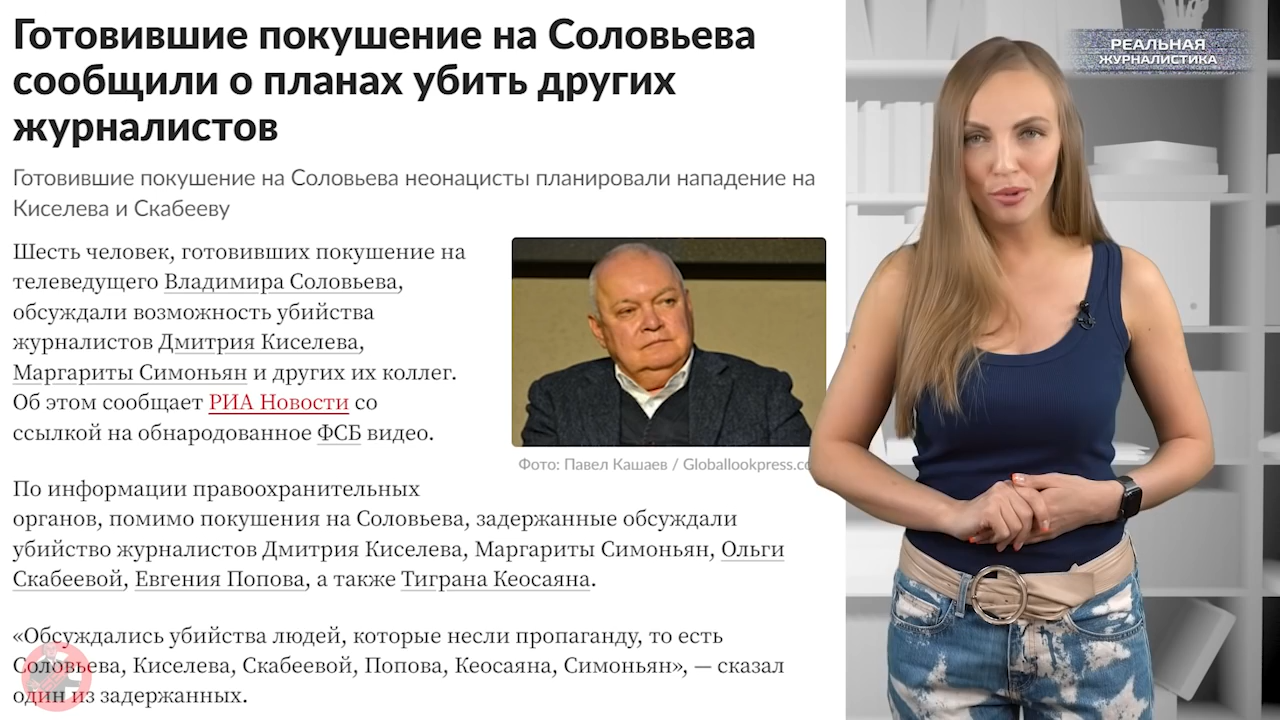 Готовившие покушение на Соловьева
сообщили о планах убить других
журналистов
Готовившие покушение на Соловьева неонацисты планировали нападение на
Киселева и Скабееву
Шесть человек, готовивших покушение на
телеведущего Владимира Соловьева,
обсуждали возможность убийства
журналистов Дмитрия Киселева,
Маргариты Симоньян и других их коллег.
Об этом сообщает РИА Новости со
ссылкой на обнародованное ФСБ видео.
Фото: Павел Кашаев / Globallookpress.co
По информации правоохранительных
органов, помимо покушения на Соловьева, задержанные обсуждали
убийство журналистов Дмитрия Киселева, Маргариты Симоньян, Ольги
Скабеевой, Евгения Попова, а также Тиграна Кеосаяна.
«Обсуждались убийства людей, которые несли пропаганду, то есть
Соловьева, Киселева, Скабеевой, Попова, Кеосаяна, Симоньян», — сказал
один из задержанных.
РЕАЛЬНАЯ
ЖУРНАЛИСТИКА